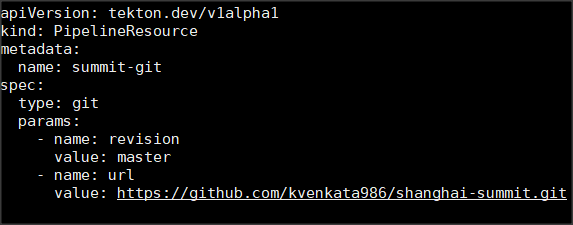 apiVersion: tekton.dev/v1alpha1
kind: PipelineResource
metadata:
  name: summit-git
spec:
  type: git
  params:
    - name: revision
      value: master
    - name: url
      value: https://github.com/kvenkata986/shanghai-summit.git